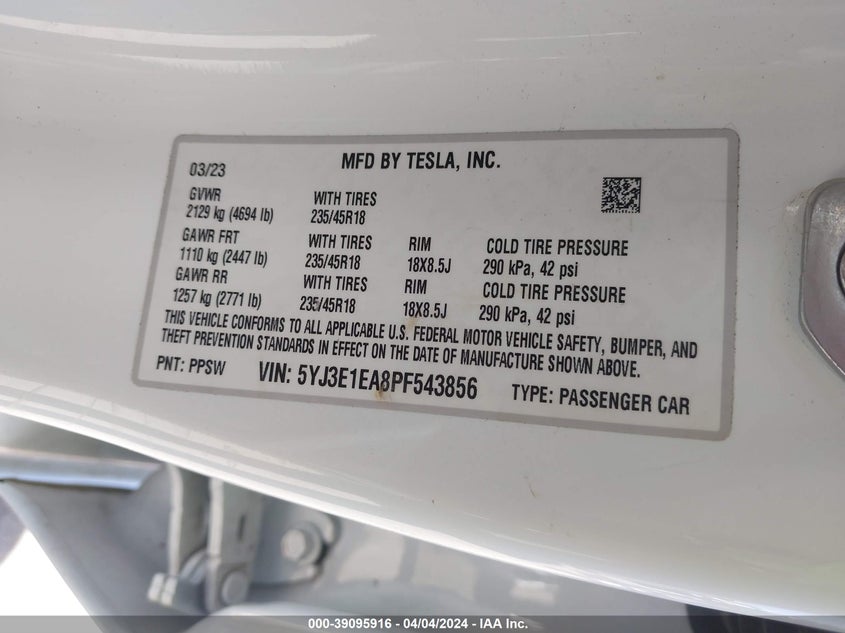 MFD BY TESLA, INC.
03/23
GVWR WITH TIRES
2129 kg (4694 lb) 235/45R18
GAWR FRT WITH TIRES RIM COLD TIRE PRESSURE
1110 kg (2447 lb) 235/45R18 18X8.5J 290 kPa, 42 psi
GAWR RR WITH TIRES RIM COLD TIRE PRESSURE
1257 kg (2771 lb) 235/45R18 18X8.5J 290 kPa, 42 psi
THIS VEHICLE CONFORMS TO ALL APPLICABLE U.S. FEDERAL MOTOR VEHICLE SAFETY, BUMPER, AND
THEFT PREVENTION STANDARDS IN EFFECT ON THE DATE OF MANUFACTURE SHOWN ABOVE.
PNT: PPSW VIN: 5YJ3E1EA8PF543856 TYPE: PASSENGER CAR
000-39095916 - 04/04/2024 - IAA Inc.